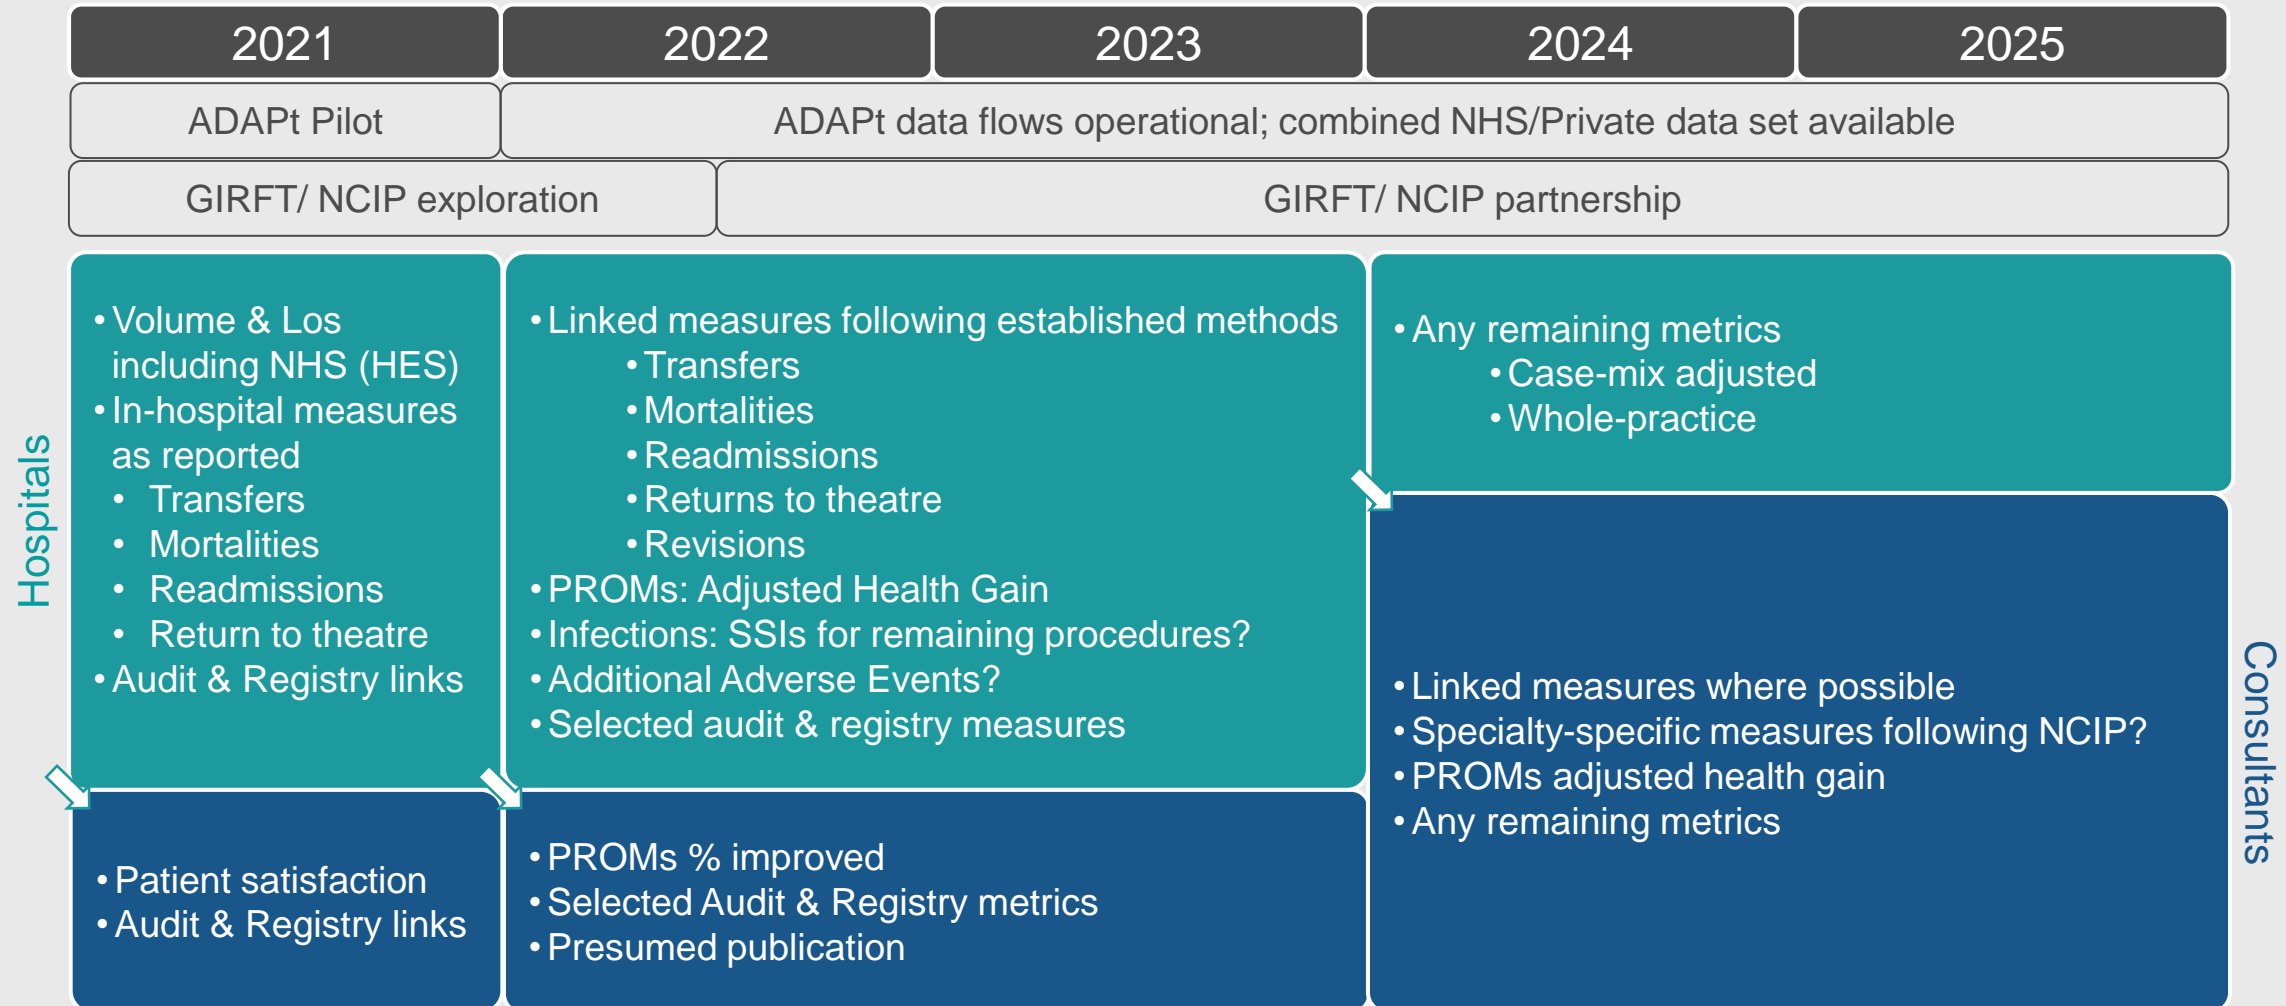 2021
2022
2023
2024
2025
ADAPt Pilot
ADAPt data flows operational; combined NHS/Private data set available
GIRFT/ NCIP exploration
GIRFT/ NCIP partnership
Hospitals
• Volume & Los
including NHS (HES)
• In-hospital measures
as reported
• Transfers
• Mortalities
• Readmissions
• Return to theatre
• Audit & Registry links
• Linked measures following established methods
• Transfers
• Mortalities
• Readmissions
• Returns to theatre
• Revisions
• PROMs: Adjusted Health Gain
• Infections: SSIs for remaining procedures?
• Additional Adverse Events?
• Selected audit & registry measures
• Any remaining metrics
• Case-mix adjusted
• Whole-practice
• Patient satisfaction
• Audit & Registry links
• PROMs % improved
• Selected Audit & Registry metrics
• Presumed publication
• Linked measures where possible
• Specialty-specific measures following NCIP?
• PROMs adjusted health gain
• Any remaining metrics
Consultants